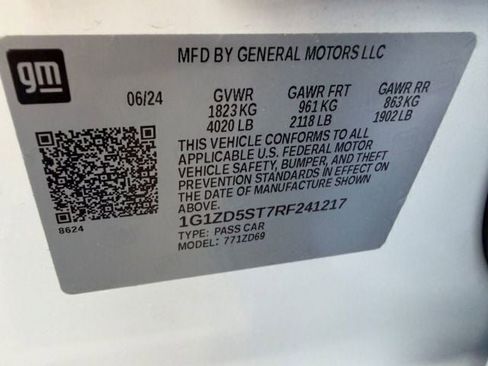 gm
MFD BY GENERAL MOTORS LLC
06/24 GVWR GAWR FRT GAWR RR
1823 KG 961 KG 863 KG
4020 LB 2118 LB 1902 LB
THIS VEHICLE CONFORMS TO ALL
APPLICABLE U.S. FEDERAL MOTOR
VEHICLE SAFETY, BUMPER, AND THEFT
PREVENTION STANDARDS IN EFFECT ON
THE DATE OF MANUFACTURE SHOWN
ABOVE.
1G1ZD5ST7RF241217
TYPE: PASS CAR
MODEL: 771ZD69
8624